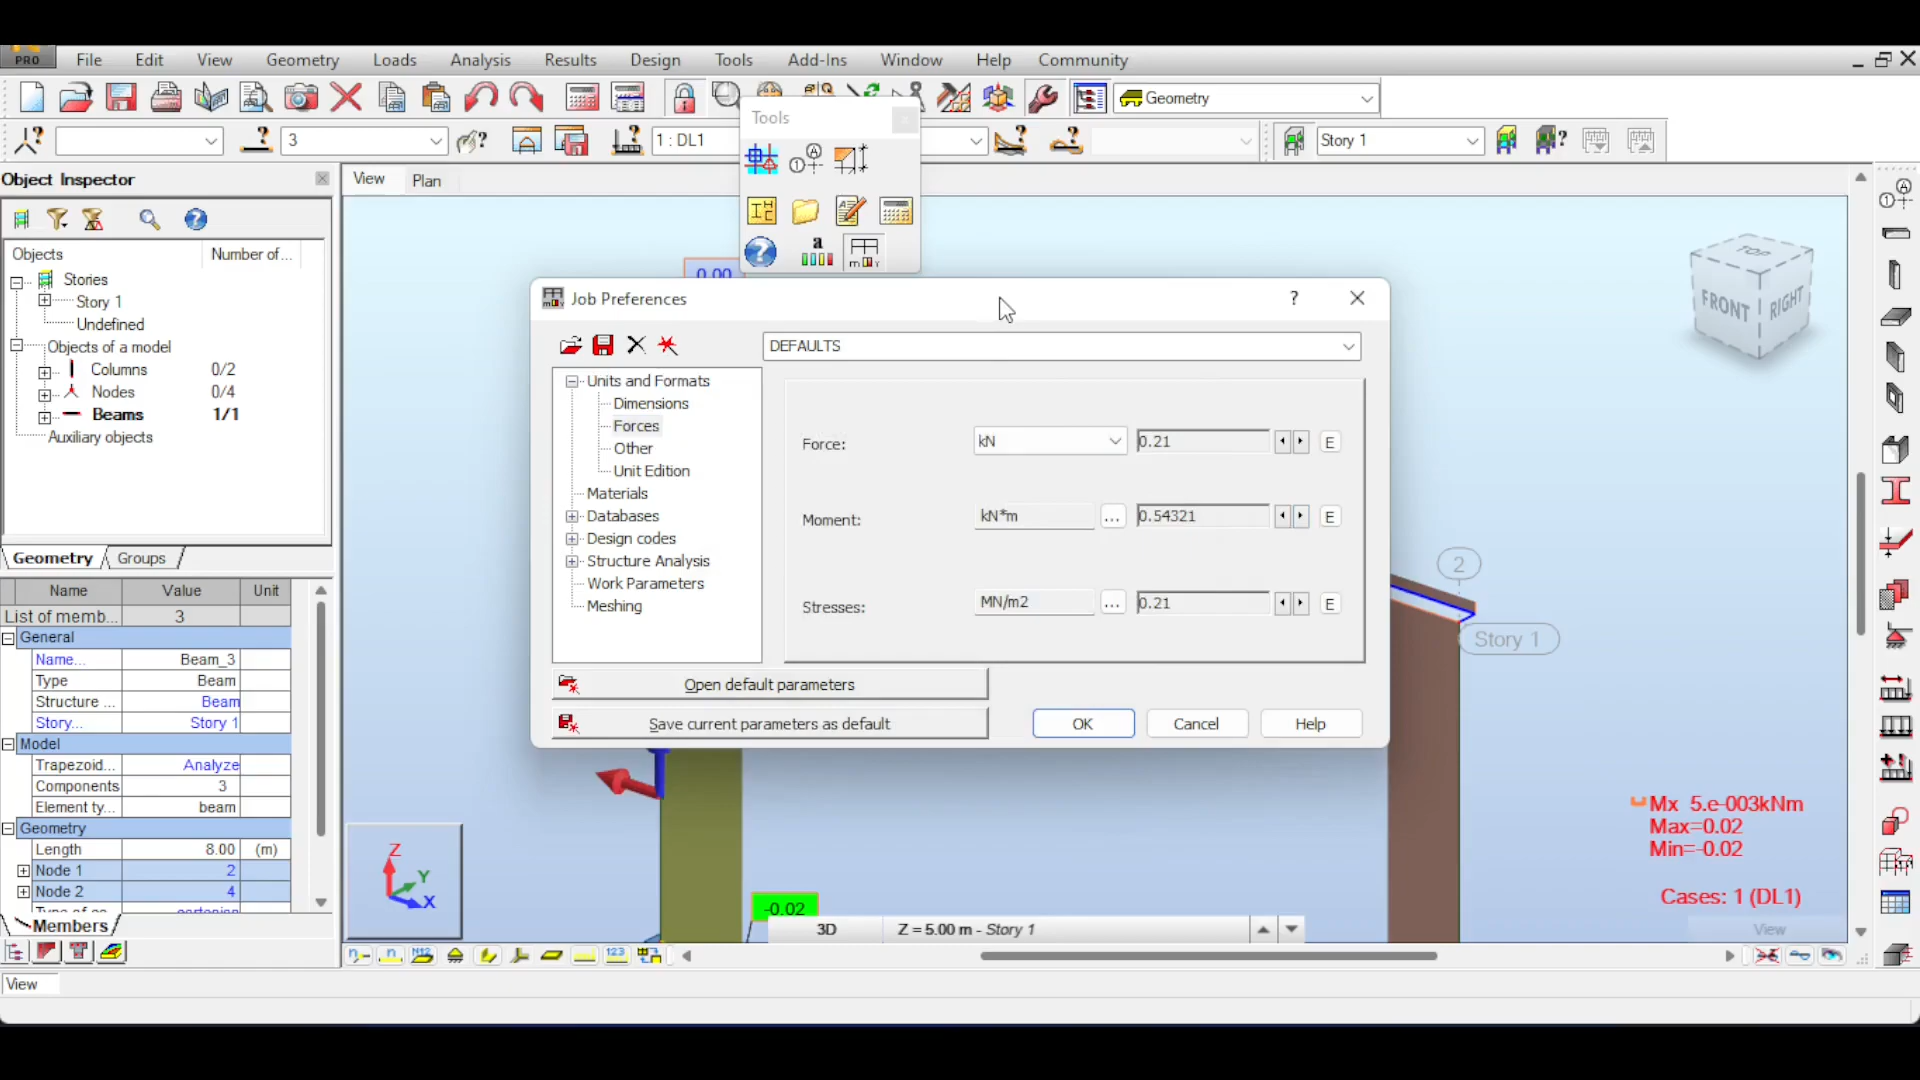 PRO
File Edit View Geometry Loads Analysis Results Design Tools Add-Ins Window Help Community
Geometry
Tools
3
1 : DL1
Story 1
Object Inspector
View
Plan
Objects
Number of...
Stories
Story 1
Undefined
Objects of a model
Columns 0/2
Nodes 0/4
Beams 1/1
Auxiliary objects
Geometry
Groups
Name Value Unit
List of memb... 3
General
Name... Beam_3
Type Beam
Structure ... Beam
Story... Story 1
Model
Trapezoid... Analyze
Components 3
Element ty... beam
Geometry
Length 8.00 (m)
Node 1 2
Node 2 4
Members
View
0.00
TOP
FRONT
RIGHT
Job Preferences
?
DEFAULTS
Units and Formats
Dimensions
Forces
Other
Unit Edition
Materials
Databases
Design codes
Structure Analysis
Work Parameters
Meshing
Force: kN 0.21 E
Moment: kN*m ... 0.54321 E
Stresses: MN/m2 ... 0.21 E
Open default parameters
Save current parameters as default
OK
Cancel
Help
2
Story 1
Mx 5.e-003kNm
Max=0.02
Min=-0.02
Cases: 1 (DL1)
View
Z
Y
X
-0.02
3D
Z = 5.00 m - Story 1